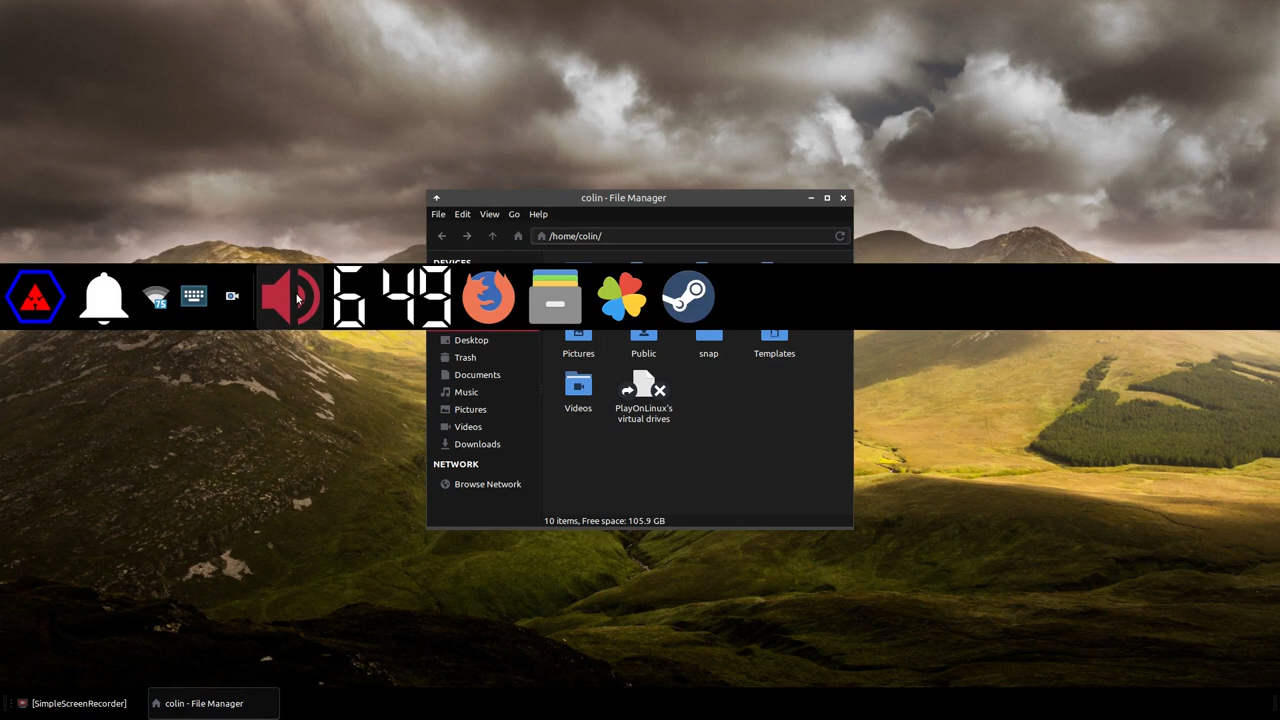 colin - File Manager
File Edit View Go Help
/home/colin/
DEVICES
75
6 49
Desktop
Trash
Documents
Music
Pictures
Videos
Downloads
NETWORK
Browse Network
Pictures Public snap Templates
Videos PlayOnLinux's
virtual drives
10 items, Free space: 105.9 GB
[SimpleScreenRecorder] colin - File Manager